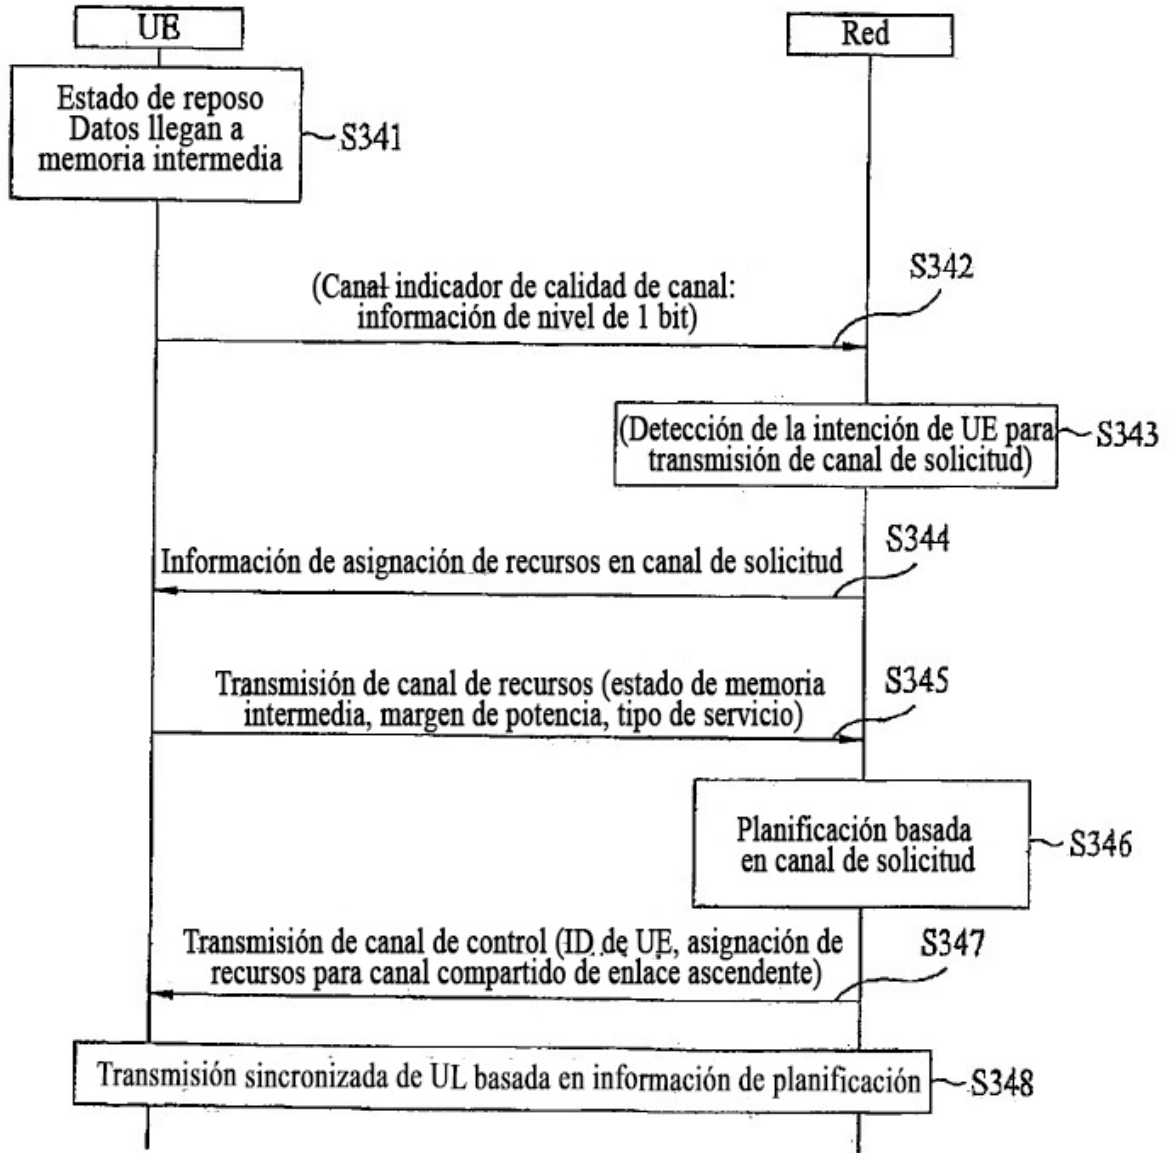 UE
Red
Estado de reposo
Datos llegan a
memoria intermedia
S341
S342
(Canal indicador de calidad de canal:
información de nivel de 1 bit)
(Detección de la intención de UE para
transmisión de canal de solicitud)
S343
S344
Información de asignación de recursos en canal de solicitud
Transmisión de canal de recursos (estado de memoria
intermedia, margen de potencia, tipo de servicio)
S345
Planificación basada
en canal de solicitud
S346
Transmisión de canal de control (ID de UE, asignación de
recursos para canal compartido de enlace ascendente)
S347
Transmisión sincronizada de UL basada en información de planificación
S348